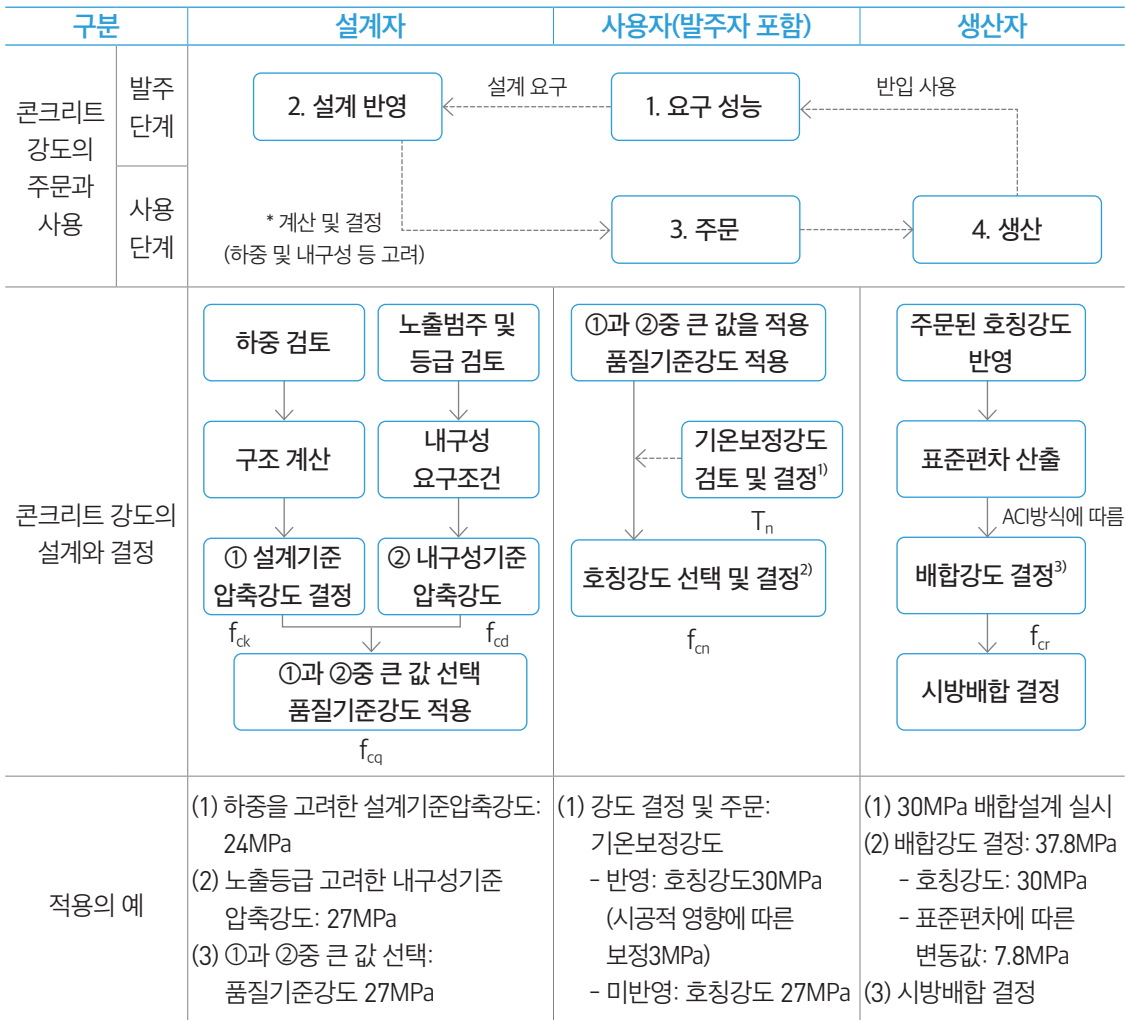 구분
설계자
사용자(발주자 포함)
생산자
콘크리트
강도의
주문과
사용
발주
단계
사용
단계
2. 설계 반영
설계 요구
1. 요구 성능
반입 사용
* 계산 및 결정
(하중 및 내구성 등 고려)
3. 주문
4. 생산
콘크리트 강도의
설계와 결정
하중 검토
구조 계산
① 설계기준
압축강도 결정
f_ck
노출범주 및
등급 검토
내구성
요구조건
② 내구성기준
압축강도
f_cd
①과 ②중 큰 값 선택
품질기준강도 적용
f_cq
①과 ②중 큰 값을 적용
품질기준강도 적용
기온보정강도
검토 및 결정1)
T_n
호칭강도 선택 및 결정2)
f_cn
주문된 호칭강도
반영
표준편차 산출
ACI방식에 따름
배합강도 결정3)
f_cr
시방배합 결정
적용의 예
(1) 하중을 고려한 설계기준압축강도:
24MPa
(2) 노출등급 고려한 내구성기준
압축강도: 27MPa
(3) ①과 ②중 큰 값 선택:
품질기준강도 27MPa
(1) 강도 결정 및 주문:
기온보정강도
- 반영: 호칭강도30MPa
(시공적 영향에 따른
보정3MPa)
- 미반영: 호칭강도 27MPa
(1) 30MPa 배합설계 실시
(2) 배합강도 결정: 37.8MPa
- 호칭강도: 30MPa
- 표준편차에 따른
변동값: 7.8MPa
(3) 시방배합 결정